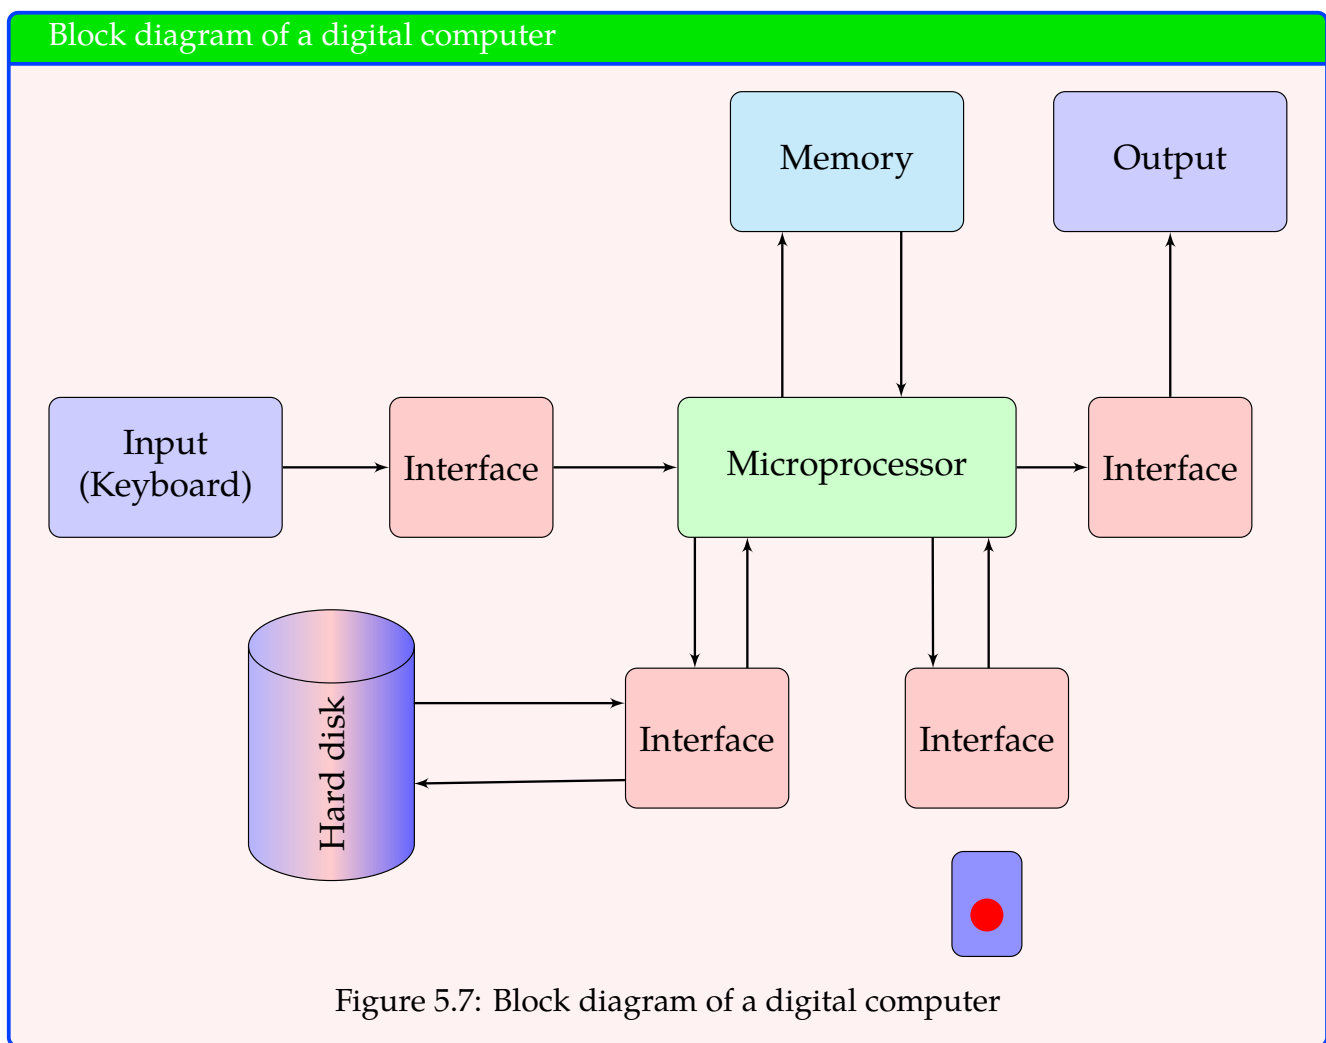 Block diagram of a digital computer
Memory
Output
Input
(Keyboard)
Interface
Microprocessor
Interface
Hard disk
Interface
Interface
Figure 5.7: Block diagram of a digital computer